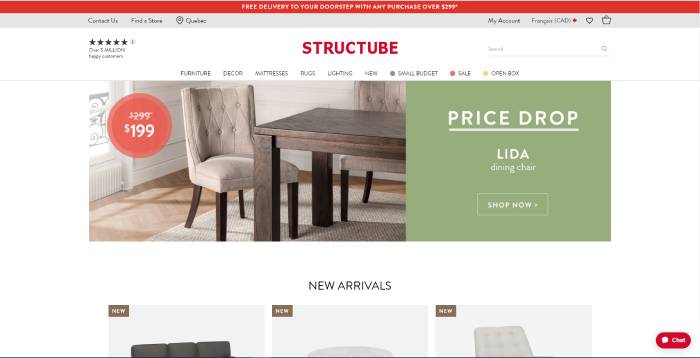 FREE DELIVERY TO YOUR DOORSTEP WITH ANY PURCHASE OVER $299*
Contact Us Find a Store Quebec My Account Français (CAD)
Over 5 MILLION
happy customers
STRUCTUBE
Search
FURNITURE DECOR MATTRESSES RUGS LIGHTING NEW SMALL BUDGET SALE OPEN BOX
$299
$199
PRICE DROP
LIDA
dining chair
SHOP NOW >
NEW ARRIVALS
NEW NEW NEW
Chat